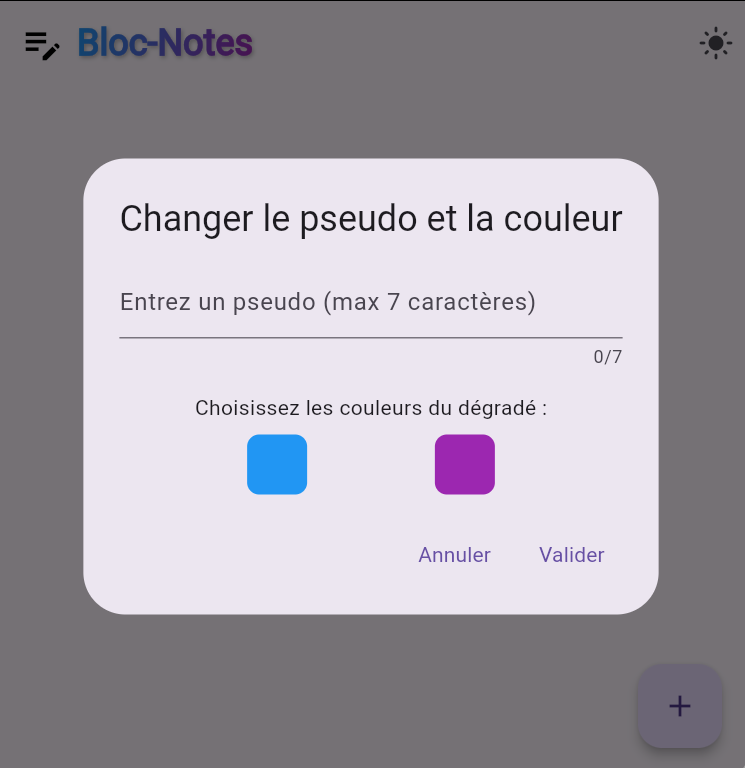 Bloc-Notes
Changer le pseudo et la couleur
Entrez un pseudo (max 7 caractères)
0/7
Choisissez les couleurs du dégradé :
Annuler Valider